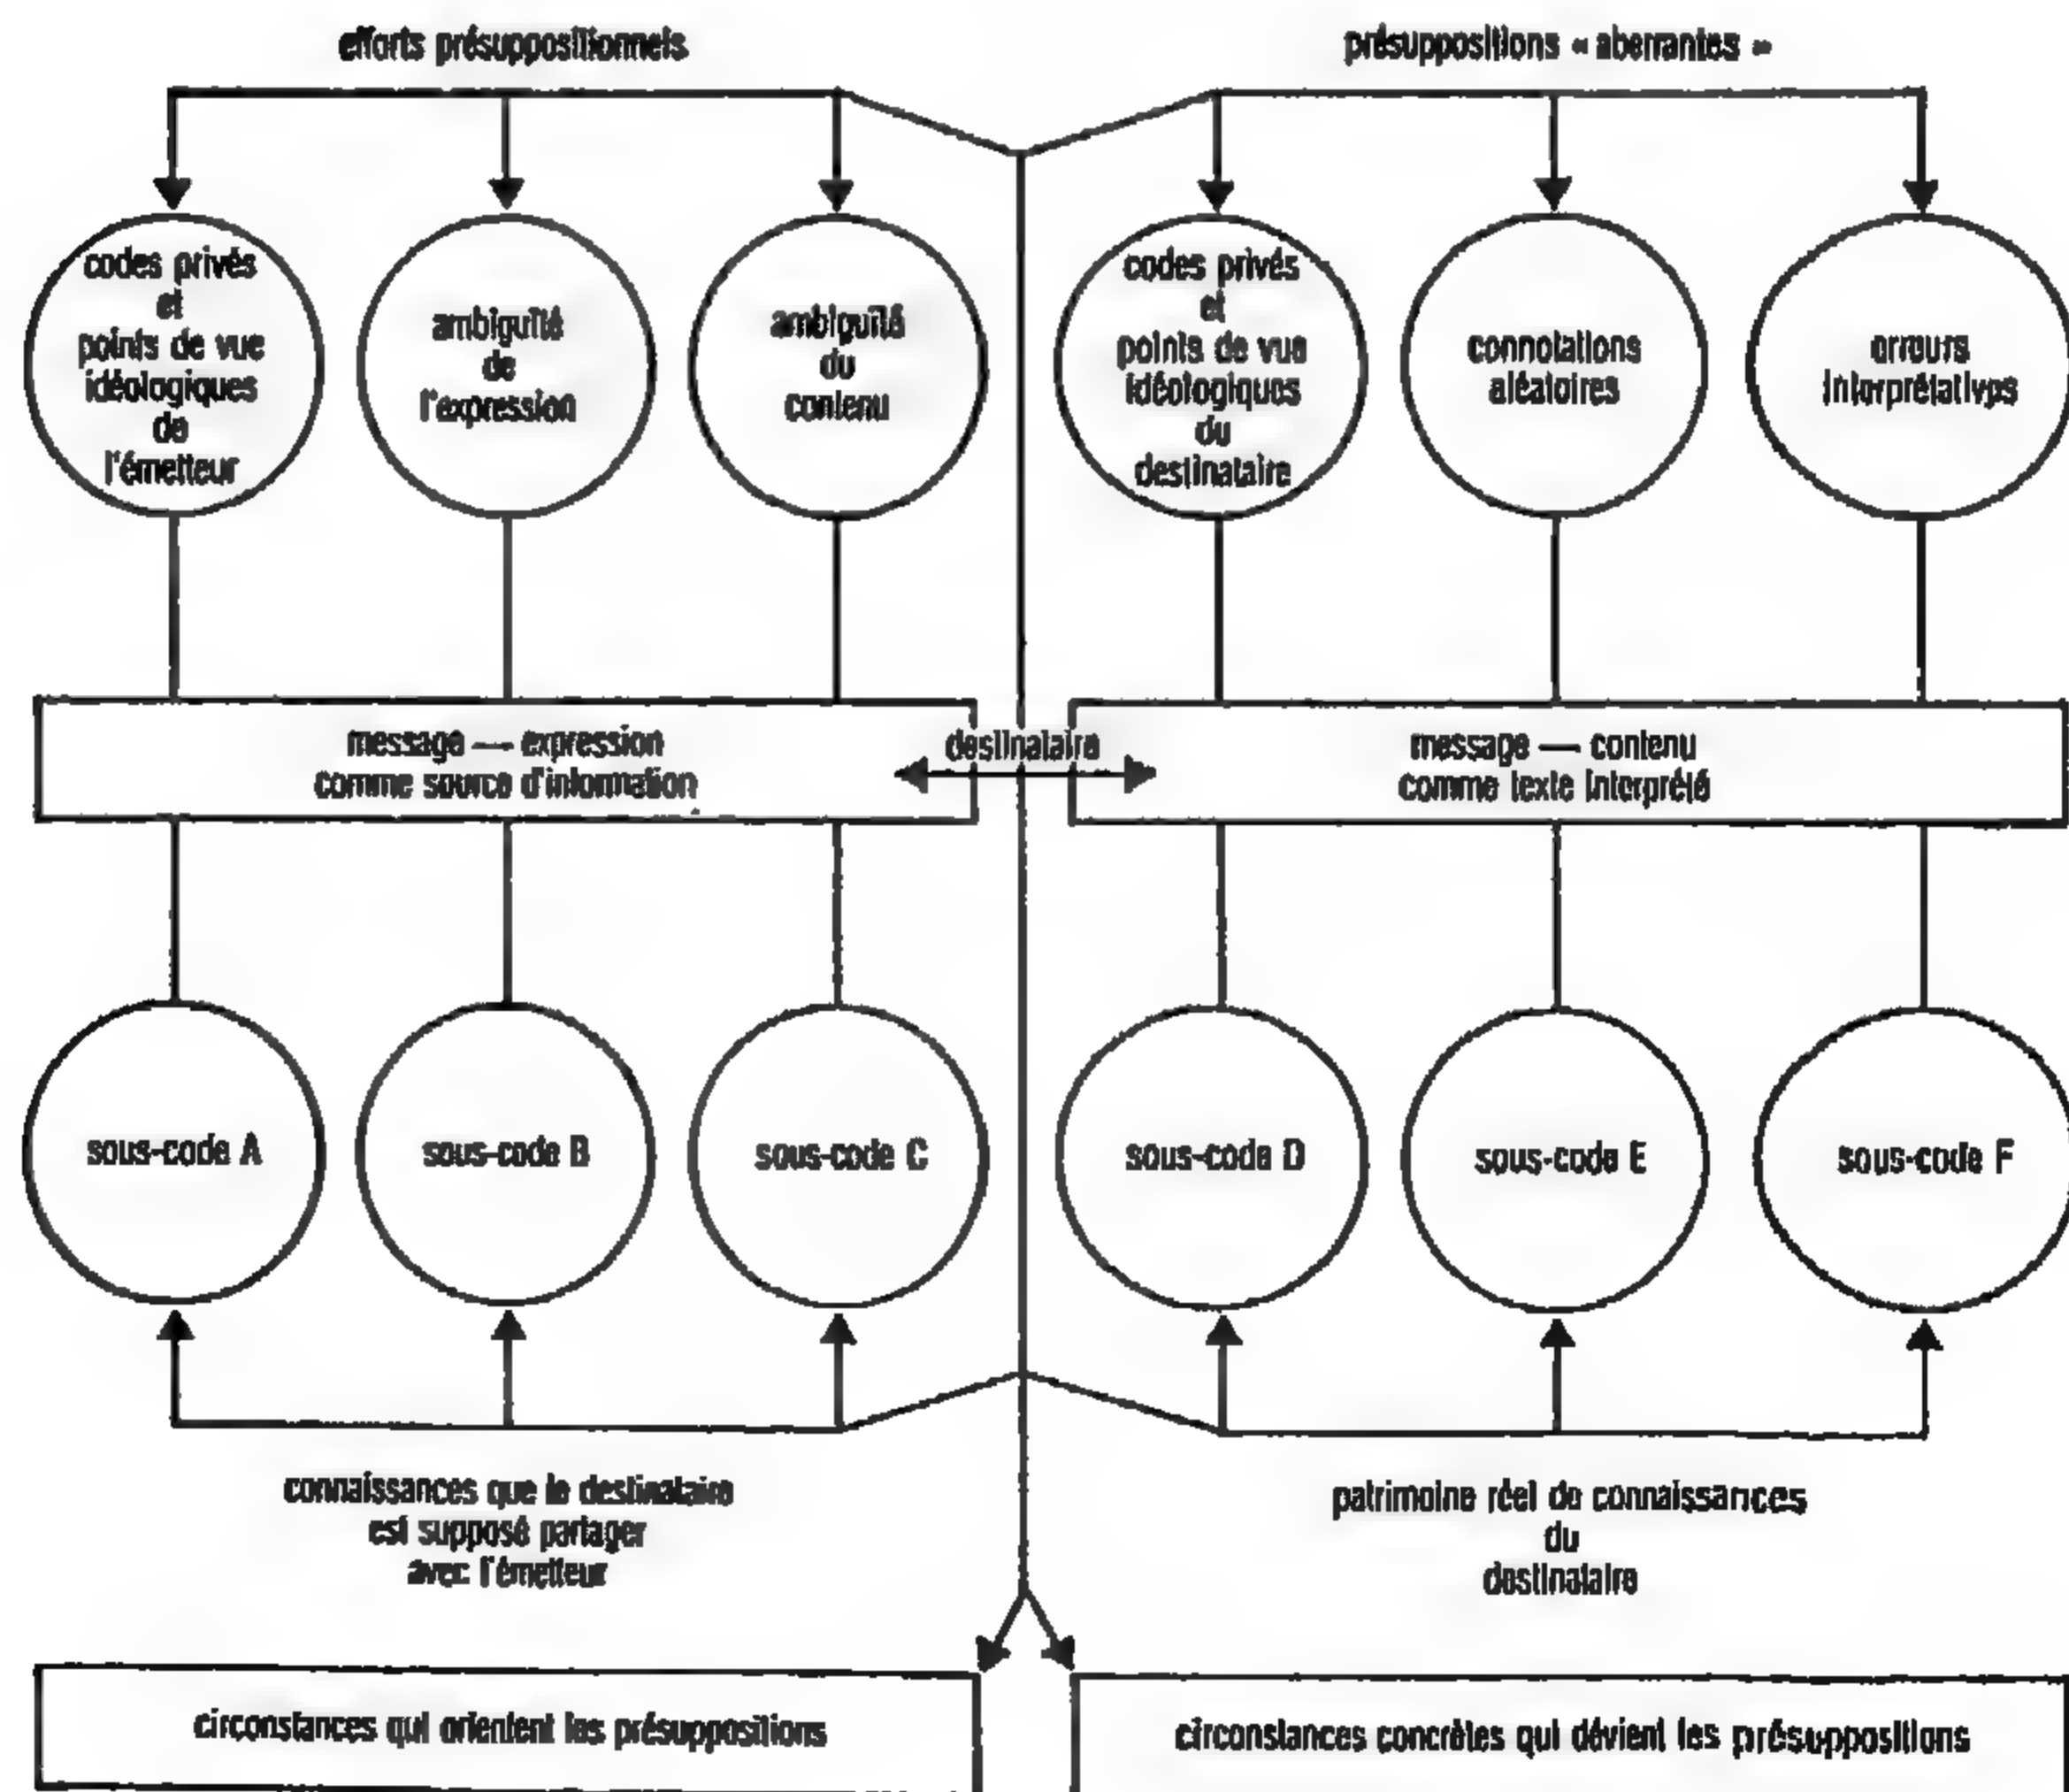 efforts présuppositionnels
présuppositions « aberrantes »
codes privés
et
points de vue
idéologiques
de
l'émetteur
ambiguïté
de
l'expression
ambiguïté
du
contenu
codes privés
et
points de vue
idéologiques
du
destinataire
connotations
aléatoires
erreurs
interprétatives
message — expression
comme source d'information
destinataire
message — contenu
comme texte interprété
sous-code A
sous-code B
sous-code C
sous-code D
sous-code E
sous-code F
connaissances que le destinataire
est supposé partager
avec l'émetteur
patrimoine réel de connaissances
du
destinataire
circonstances qui orientent les présuppositions
circonstances concrètes qui dévient les présuppositions